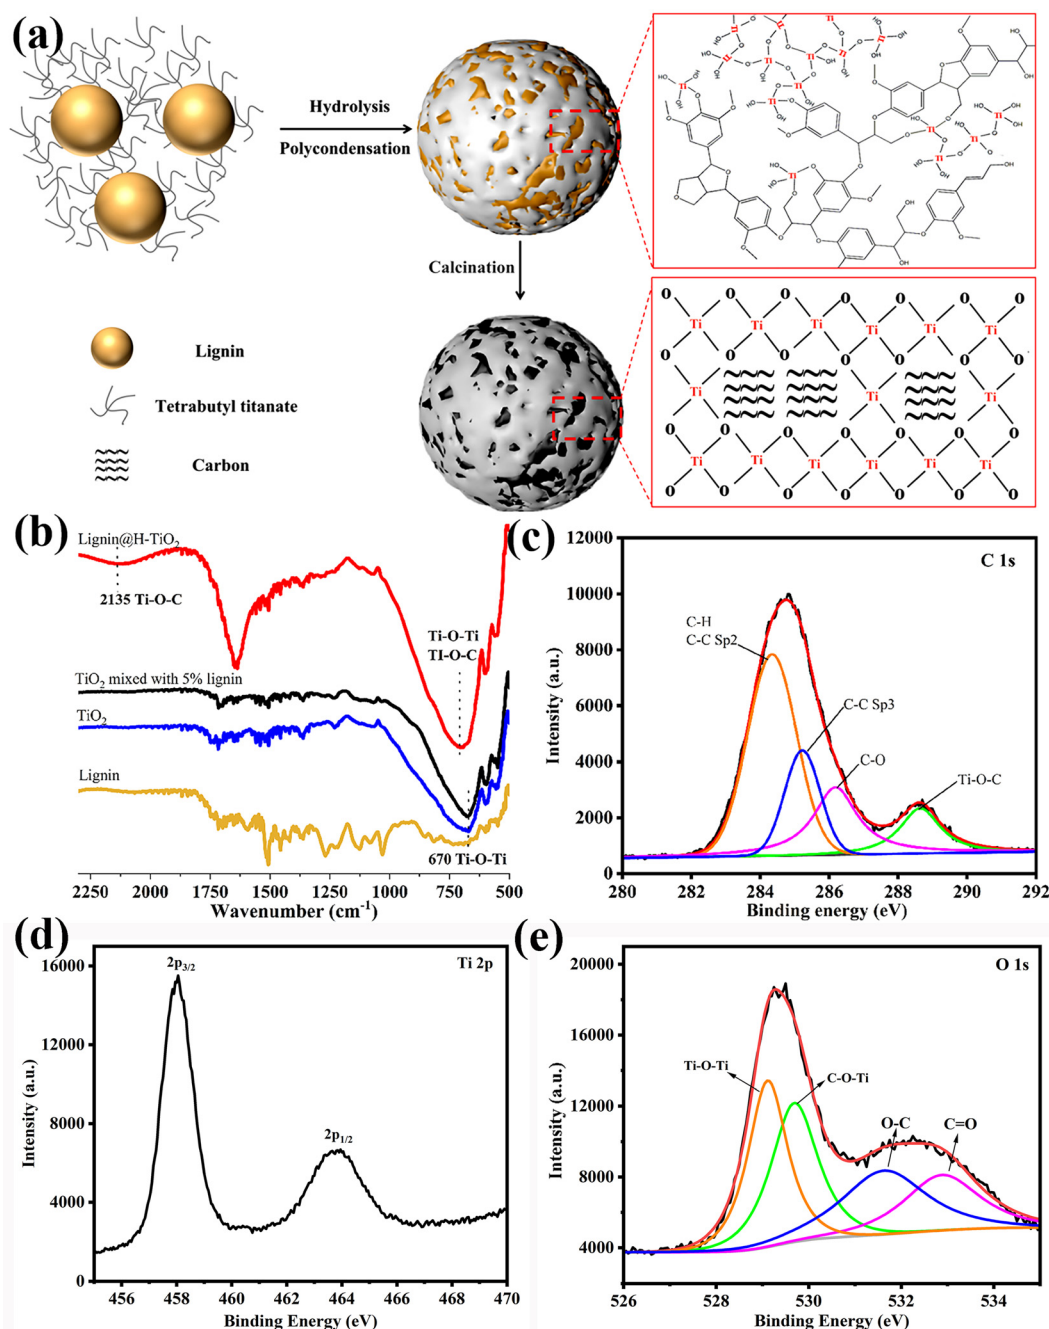 (a)
Hydrolysis
Polycondensation
Calcination
Lignin
Tetrabutyl titanate
Carbon
(b)
Lignin@H-TiO2
2135 Ti-O-C
Ti-O-Ti
TI-O-C
TiO2 mixed with 5% lignin
TiO2
Lignin
670 Ti-O-Ti
2250 2000 1750 1500 1250 1000 750 500
Wavenumber (cm-1)
(c)
C 1s
12000
10000
8000
6000
4000
2000
0
Intensity (a.u.)
C-H
C-C Sp2
C-C Sp3
C-O
Ti-O-C
280 282 284 286 288 290 292
Binding energy (eV)
(d)
Ti 2p
2p3/2
2p1/2
16000
12000
8000
4000
0
Intensity (a.u.)
456 458 460 462 464 466 468 470
Binding Energy (eV)
(e)
O 1s
20000
16000
12000
8000
4000
Intensity (a.u.)
Ti-O-Ti
C-O-Ti
O-C
C=O
526 528 530 532 534
Binding Energy (eV)